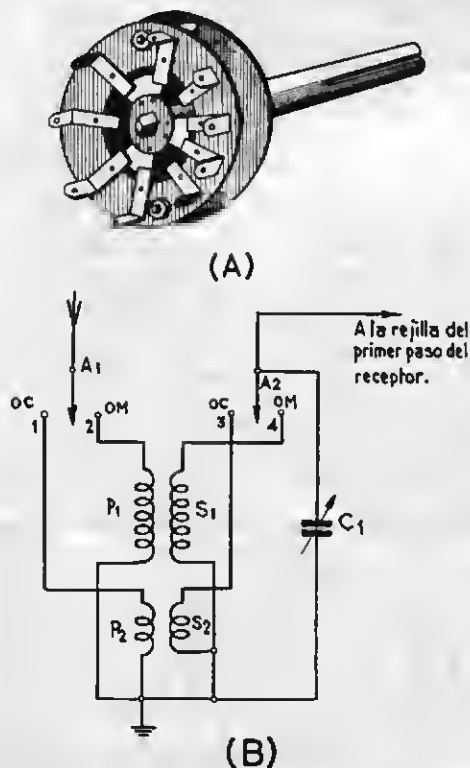 (A)
A la rejilla del
primer paso del
receptor.
A1
A2
OC
OM
OC
OM
1
2
3
4
P1
S1
C1
P2
S2
(B)